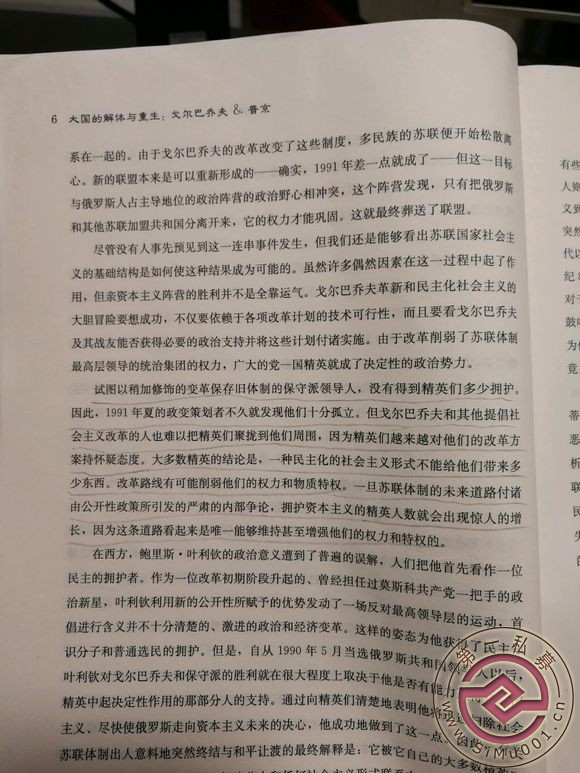 6 大国的解体与重生：戈尔巴乔夫 & 普京
系在一起的。由于戈尔巴乔夫的改革改变了这些制度，多民族的苏联便开始松散离
心。新的联盟本来是可以重新形成的——确实，1991年差一点就成了——但这一目标
与俄罗斯人占主导地位的政治阵营的政治野心相冲突，这个阵营发现，只有把俄罗斯
和其他苏联加盟共和国分离开来，它的权力才能巩固。这就最终葬送了联盟。
尽管没有人事先预见到这一连串事件发生，但我们还是能够看出苏联国家社会主
义的基础结构是如何使这种结果成为可能的。虽然许多偶然因素在这一过程中起了作
用，但亲资本主义阵营的胜利并不是全靠运气。戈尔巴乔夫革新和民主化社会主义的
大胆冒险要想成功，不仅要依赖于各项改革计划的技术可行性，而且要看戈尔巴乔夫
及其战友能否获得必要的政治支持并将这些计划付诸实施。由于改革削弱了苏联体制
最高层领导的统治集团的权力，广大的党—国精英就成了决定性的政治势力。
试图以稍加修饰的变革保存旧体制的保守派领导人，没有得到精英们多少拥护。
因此，1991年夏的政变策划者不久就发现他们十分孤立。但戈尔巴乔夫和其他提倡社
会主义改革的人也难以把精英们聚拢到他们周围，因为精英们越来越对他们的改革方
案持怀疑态度。大多数精英的结论是，一种民主化的社会主义形式不能给他们带来多
少东西。改革路线有可能削弱他们的权力和物质特权。一旦苏联体制的未来道路付诸
由公开性政策所引发的严肃的内部争论，拥护资本主义的精英人数就会出现惊人的增
长，因为这条道路看起来是唯一能够维持甚至增强他们的权力和特权的。
在西方，鲍里斯·叶利钦的政治意义遭到了普遍的误解，人们把他首先看作一位
民主的拥护者。作为一位改革初期阶段升起的、曾经担任过莫斯科共产党一把手的政
治新星，叶利钦利用新的公开性所赋予的优势发动了一场反对最高领导层的运动，首
倡进行含义并不十分清楚的、激进的政治和经济变革。这样的姿态为他获得了民主
识分子和普通选民的拥护。但是，自从1990年5月当选俄罗斯共和国领 人以后，
叶利钦对戈尔巴乔夫和保守派的胜利就在很大程度上取决于他是否有能力
精英中起决定性作用的那部分人的支持。通过向精英们清楚地表明他将 除社会
主义、尽快使俄罗斯走向资本主义未来的决心，他成功地做到了这一点
苏联体制出人意料地突然终结与和平让渡的最终解释是：它被它自己的大多数
有些
人则
义到
突然
代以
纪8
对于
鼓吹
为他
竟
菩
恶
析
联
民
失
的
私募
www.simu001.cn